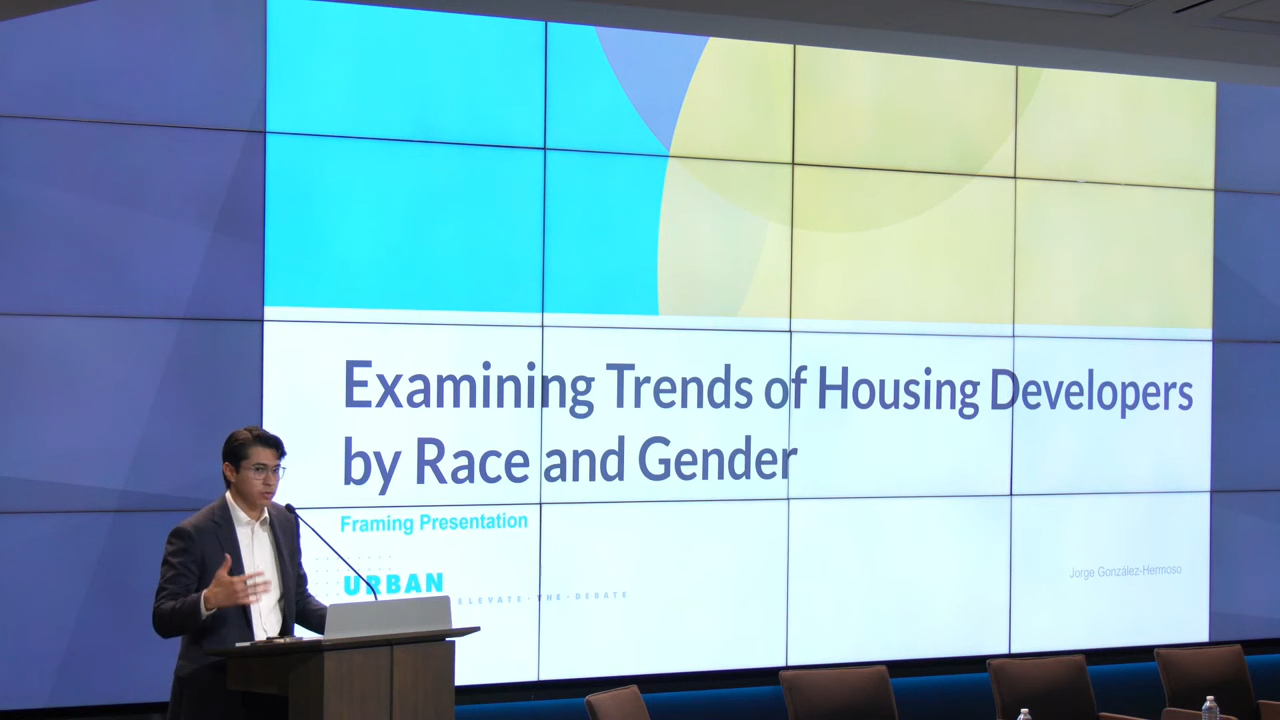 Examining Trends of Housing Developers
by Race and Gender
Framing Presentation
URBAN
ELEVATE·THE·DEBATE
Jorge González-Hermoso